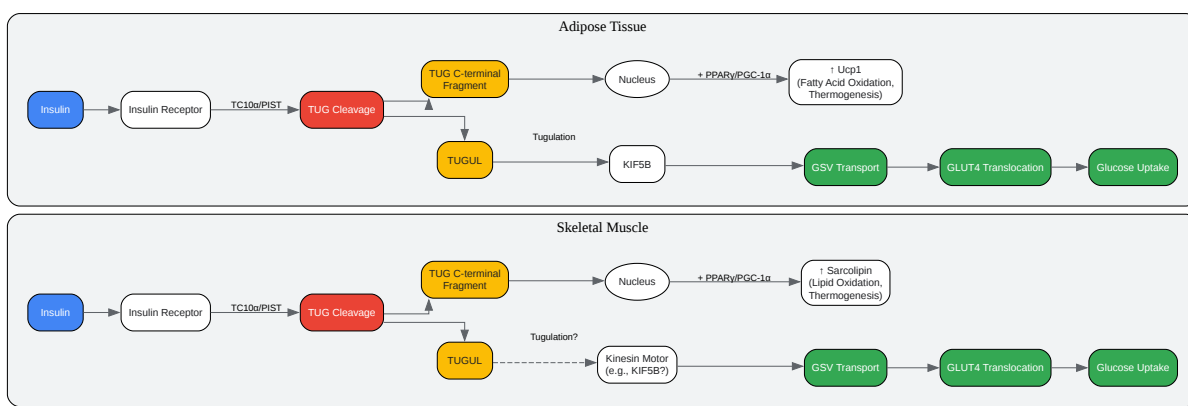 Adipose Tissue
Insulin
Insulin Receptor
TC10α/PIST
TUG Cleavage
TUG C-terminal
Fragment
Nucleus
+ PPARγ/PGC-1α
↑ Ucp1
(Fatty Acid Oxidation,
Thermogenesis)
TUGUL
Tugulation
KIF5B
GSV Transport
GLUT4 Translocation
Glucose Uptake
Skeletal Muscle
Insulin
Insulin Receptor
TC10α/PIST
TUG Cleavage
TUG C-terminal
Fragment
Nucleus
+ PPARγ/PGC-1α
↑ Sarcolipin
(Lipid Oxidation,
Thermogenesis)
TUGUL
Tugulation?
Kinesin Motor
(e.g., KIF5B?)
GSV Transport
GLUT4 Translocation
Glucose Uptake